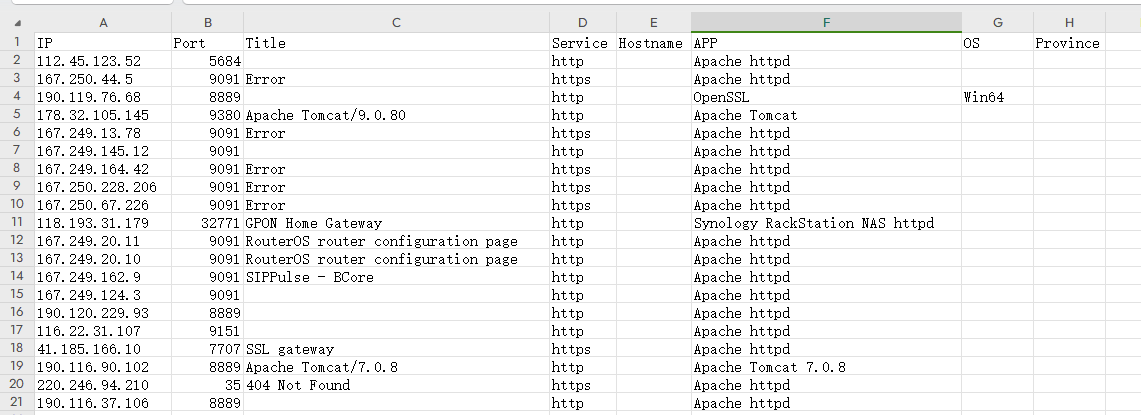 A B C D E F G H
1 IP Port Title Service Hostname APP OS Province
2 112.45.123.52 5684 http Apache httpd
3 167.250.44.5 9091 Error https Apache httpd
4 190.119.76.68 8889 http OpenSSL Win64
5 178.32.105.145 9380 Apache Tomcat/9.0.80 http Apache Tomcat
6 167.249.13.78 9091 Error https Apache httpd
7 167.249.145.12 9091 http Apache httpd
8 167.249.164.42 9091 Error https Apache httpd
9 167.250.228.206 9091 Error https Apache httpd
10 167.250.67.226 9091 Error https Apache httpd
11 118.193.31.179 32771 GPON Home Gateway http Synology RackStation NAS httpd
12 167.249.20.11 9091 RouterOS router configuration page http Apache httpd
13 167.249.20.10 9091 RouterOS router configuration page http Apache httpd
14 167.249.162.9 9091 SIPPulse - BCore http Apache httpd
15 167.249.124.3 9091 http Apache httpd
16 190.120.229.93 8889 http Apache httpd
17 116.22.31.107 9151 http Apache httpd
18 41.185.166.10 7707 SSL gateway https Apache httpd
19 190.116.90.102 8889 Apache Tomcat/7.0.8 http Apache Tomcat 7.0.8
20 220.246.94.210 35 404 Not Found https Apache httpd
21 190.116.37.106 8889 http Apache httpd